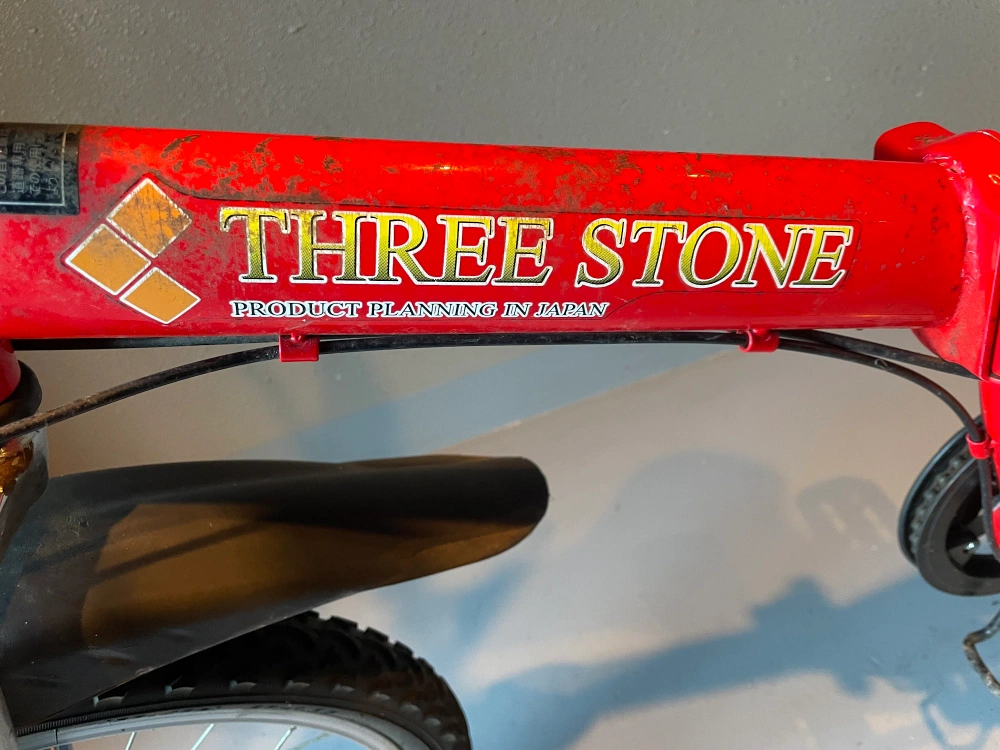 THREE STONE
PRODUCT PLANNING IN JAPAN